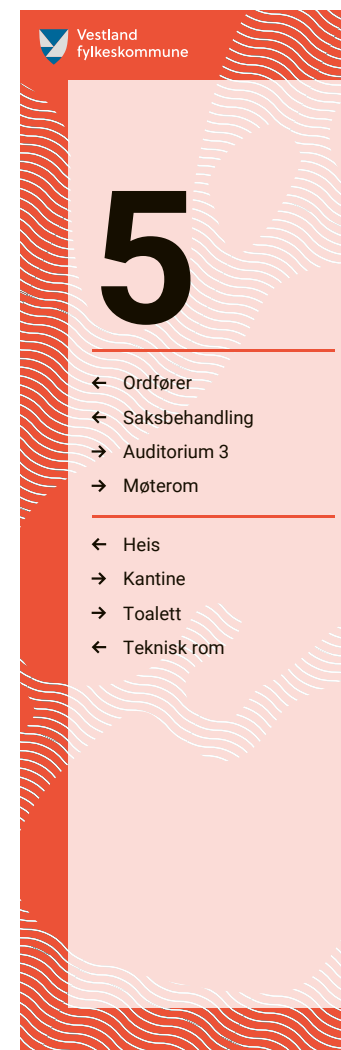 Vestland
fylkeskommune
5
← Ordfører
← Saksbehandling
→ Auditorium 3
→ Møterom
← Heis
→ Kantine
→ Toalett
← Teknisk rom